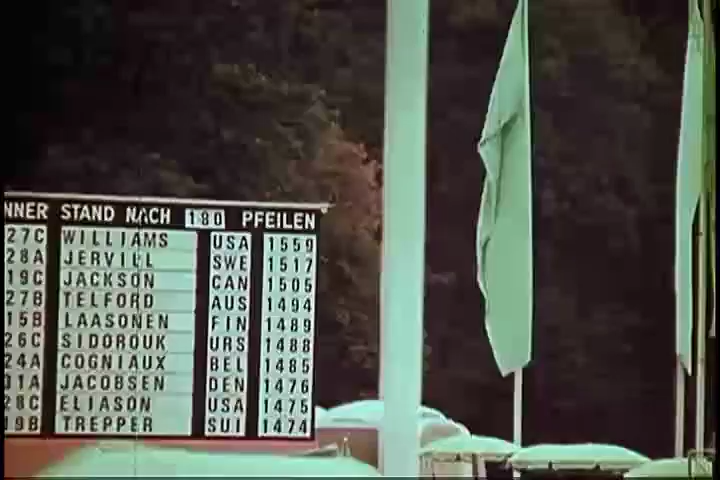 NNER STAND NACH 180 PFEILEN
27C WILLIAMS USA 1559
28A JERVILL SWE 1517
19C JACKSON CAN 1505
27B TELFORD AUS 1494
15B LAASONEN FIN 1489
26C SIDOROUK URS 1488
24A COGNIAUX BEL 1485
01A JACOBSEN DEN 1476
28C ELIASON USA 1475
19B TREPPER SUI 1474